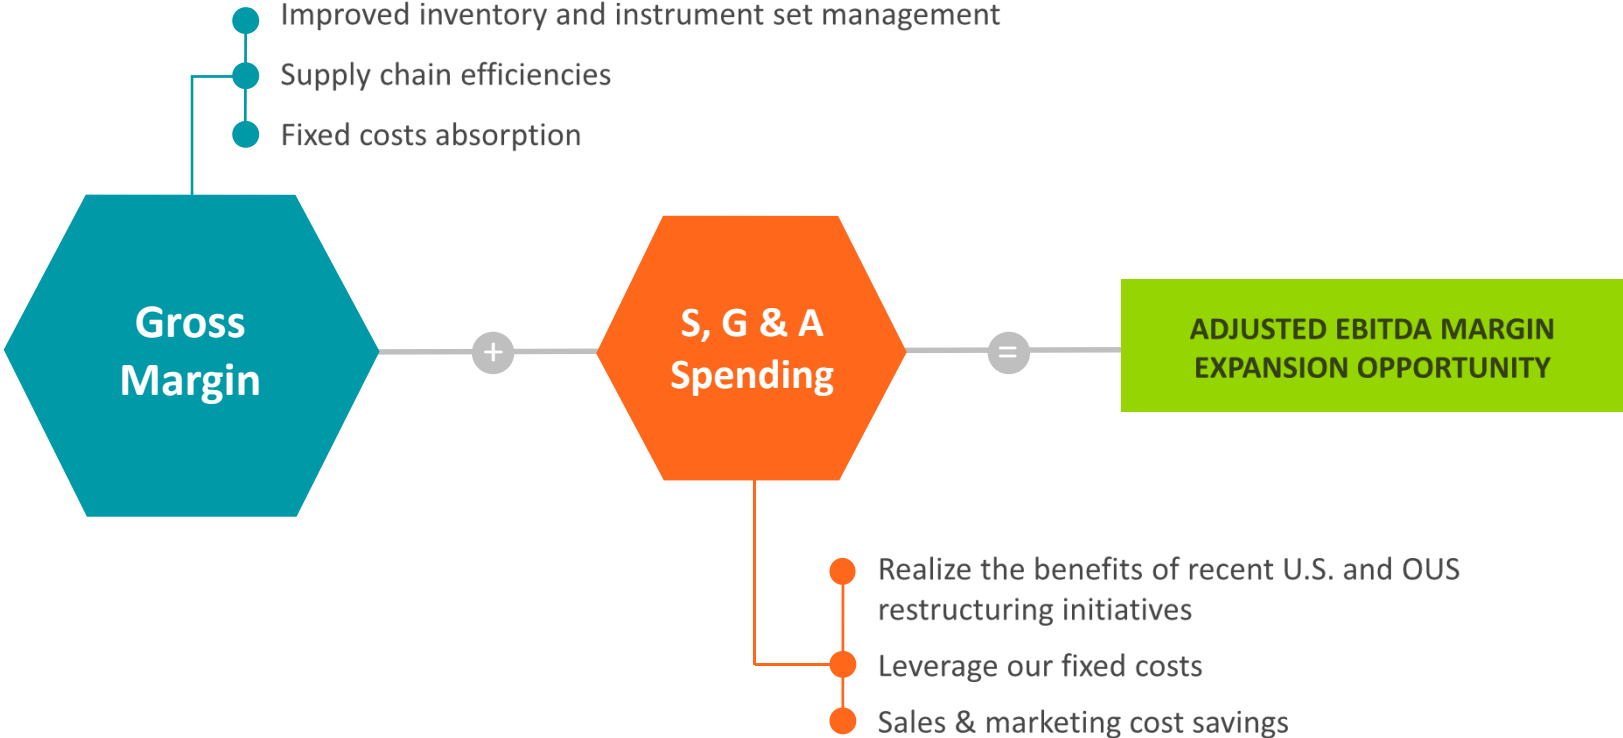 Improved inventory and instrument set management
Supply chain efficiencies
Fixed costs absorption
Gross
Margin
+
S, G & A
Spending
=
ADJUSTED EBITDA MARGIN
EXPANSION OPPORTUNITY
Realize the benefits of recent U.S. and OUS
restructuring initiatives
Leverage our fixed costs
Sales & marketing cost savings